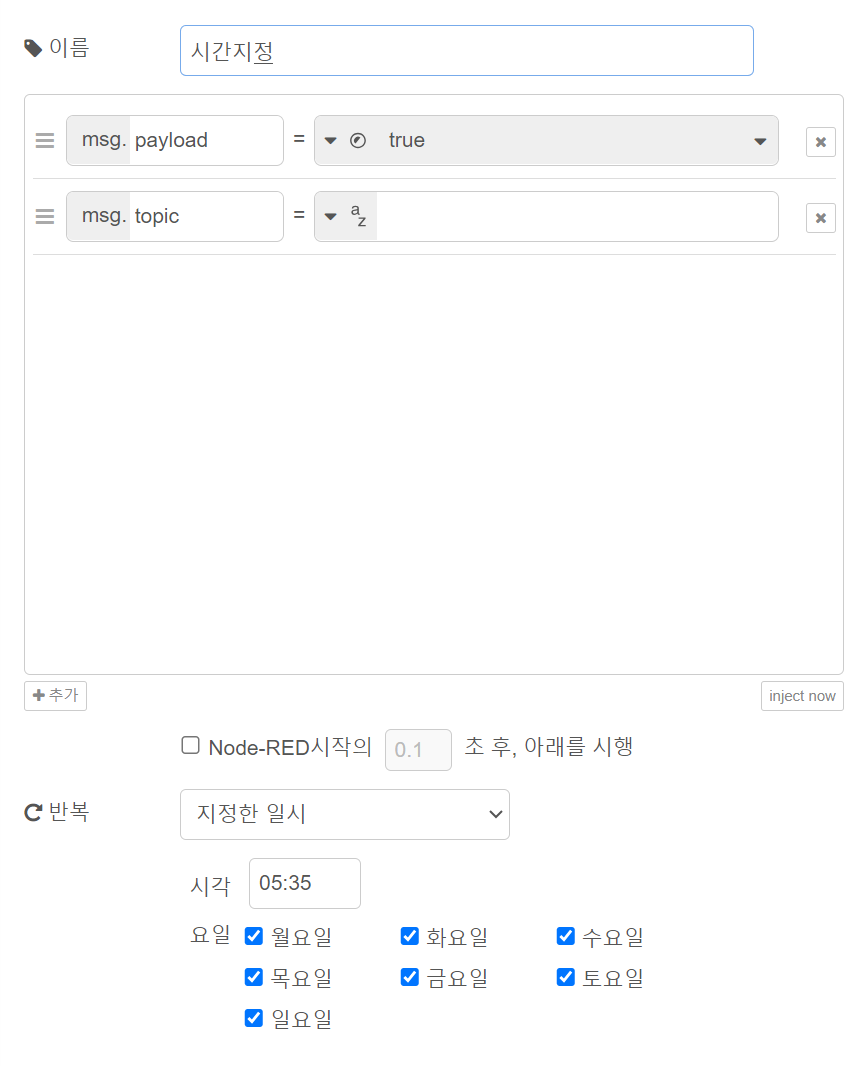 이름 시간지정
msg. payload = true
msg. topic = az
추가 inject now
Node-RED시작의 0.1 초 후, 아래를 시행
반복 지정한 일시
시각 05:35
요일 월요일 화요일 수요일
목요일 금요일 토요일
일요일